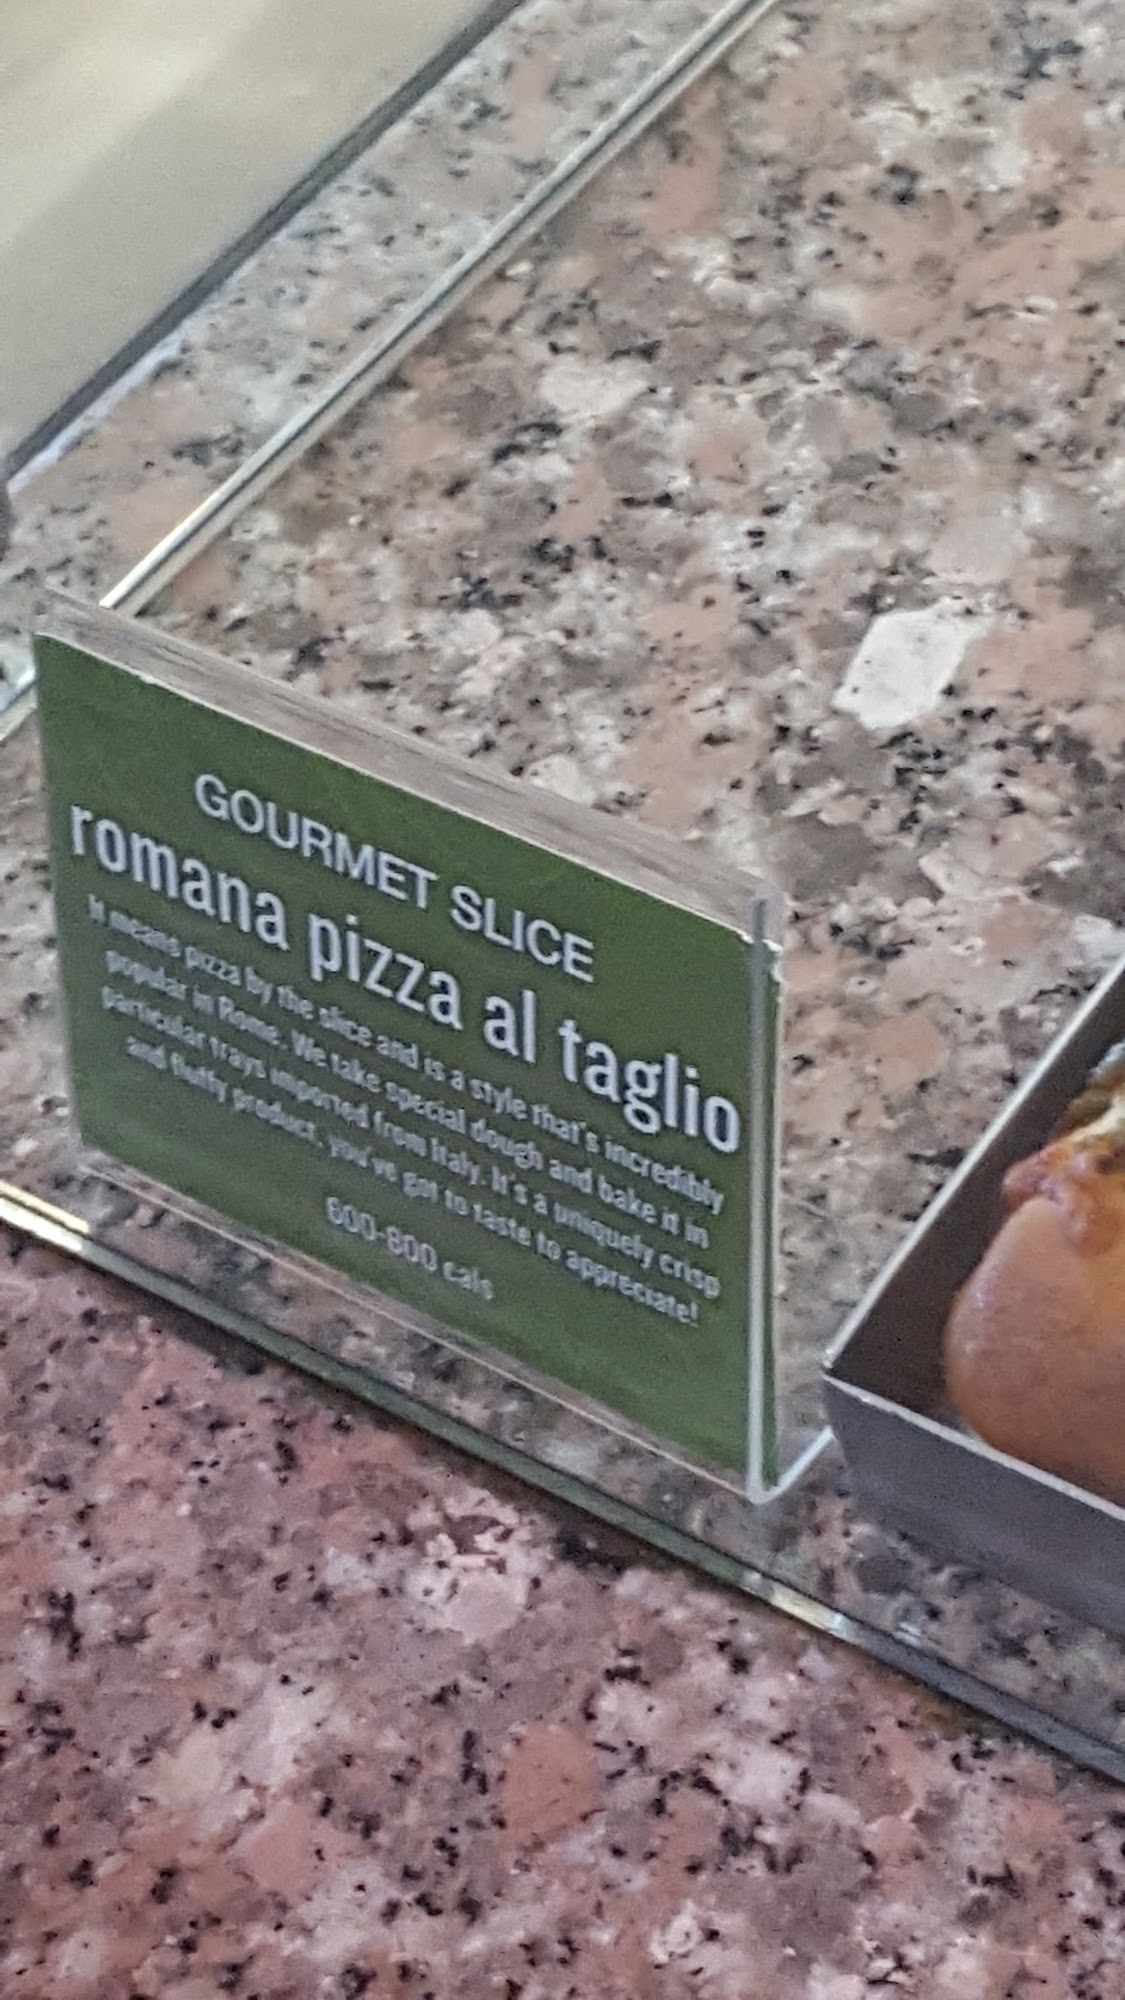 GOURMET SLICE
romana pizza al taglio
It means pizza by the slice and is a style that's incredibly
popular in Rome. We take special dough and bake it in
particular trays imported from Italy. It's a uniquely crisp
and fluffy product, you've got to taste to appreciate!
600-800 cals